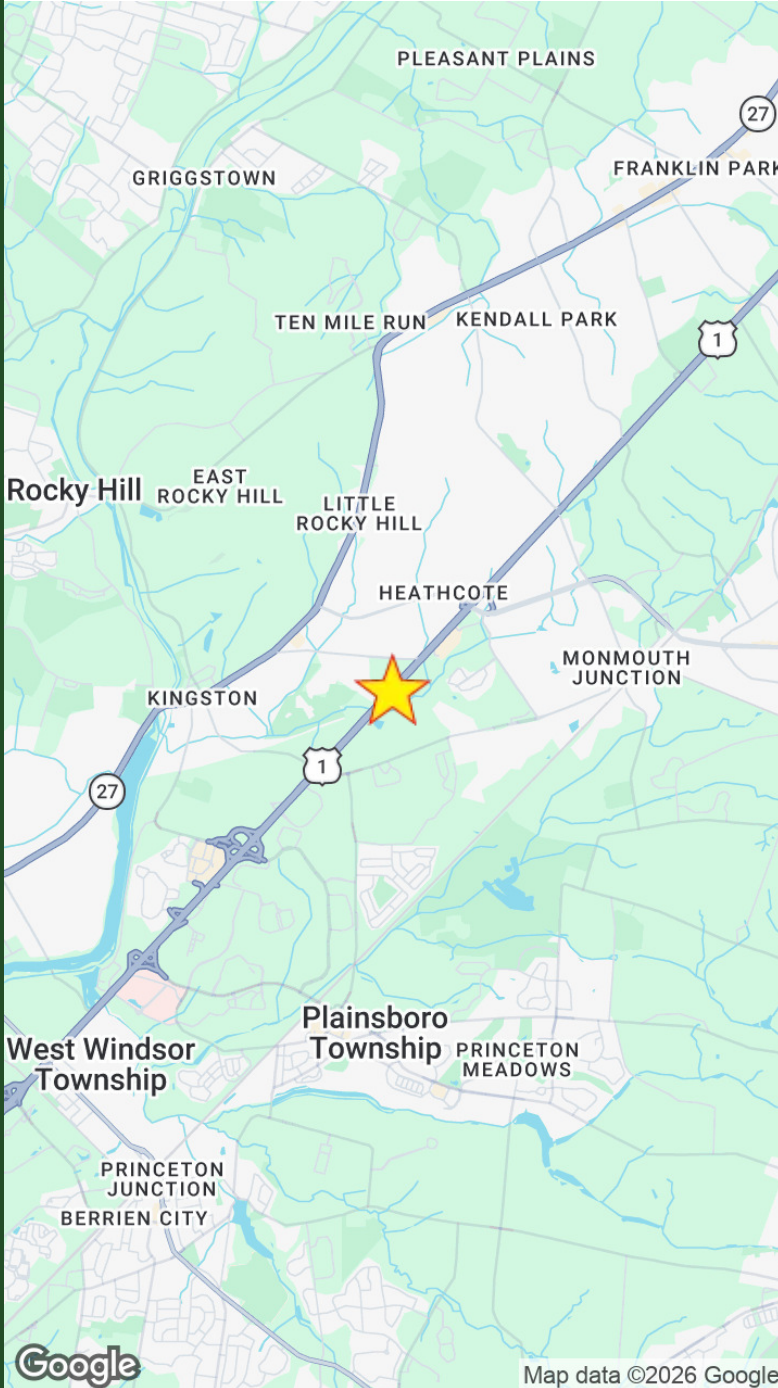 PLEASANT PLAINS
27
FRANKLIN PARK
GRIGGSTOWN
TEN MILE RUN
KENDALL PARK
1
Rocky Hill
EAST
ROCKY HILL
LITTLE
ROCKY HILL
HEATHCOTE
MONMOUTH
JUNCTION
KINGSTON
1
27
Plainsboro
Township
PRINCETON
MEADOWS
West Windsor
Township
PRINCETON
JUNCTION
BERRIEN CITY
Google
Map data ©2026 Google